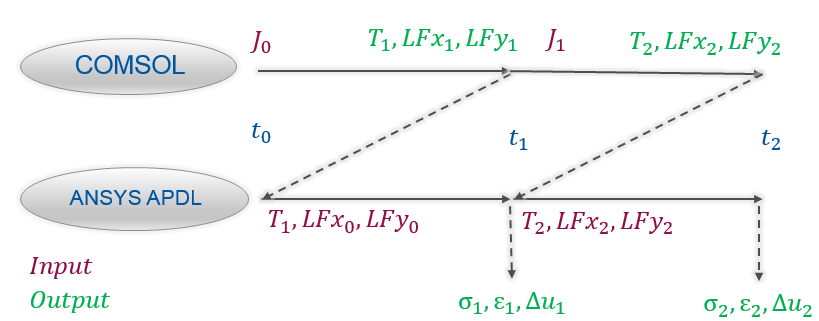 J₀ T₁, LFx₁, LFy₁ J₁ T₂, LFx₂, LFy₂
COMSOL
t₀ t₁ t₂
ANSYS APDL
T₁, LFx₀, LFy₀ T₂, LFx₂, LFy₂
Input
Output
σ₁, ε₁, Δu₁ σ₂, ε₂, Δu₂